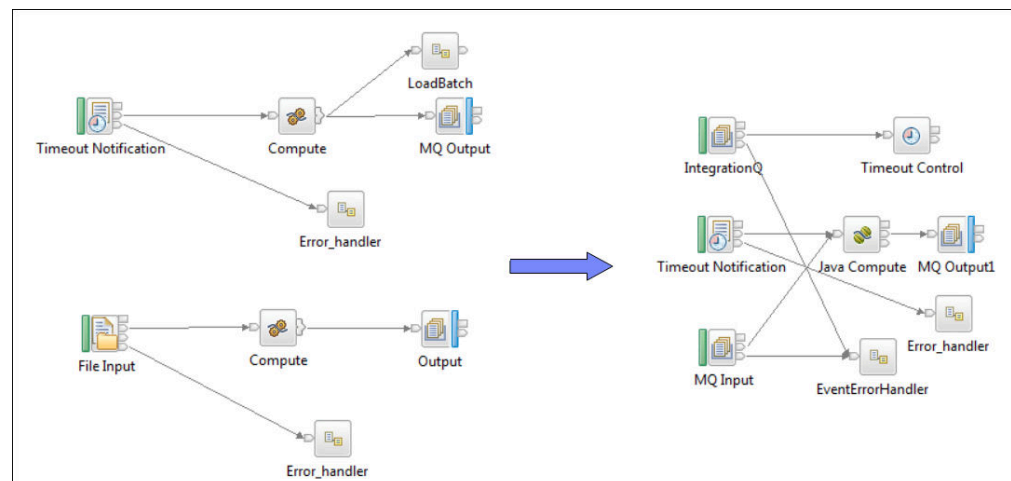 LoadBatch
Timeout Notification
Compute
MQ Output
Error_handler
File Input
Compute
Output
Error_handler
IntegrationQ
Timeout Control
Timeout Notification
Java Compute
MQ Output1
Error_handler
MQ Input
EventErrorHandler